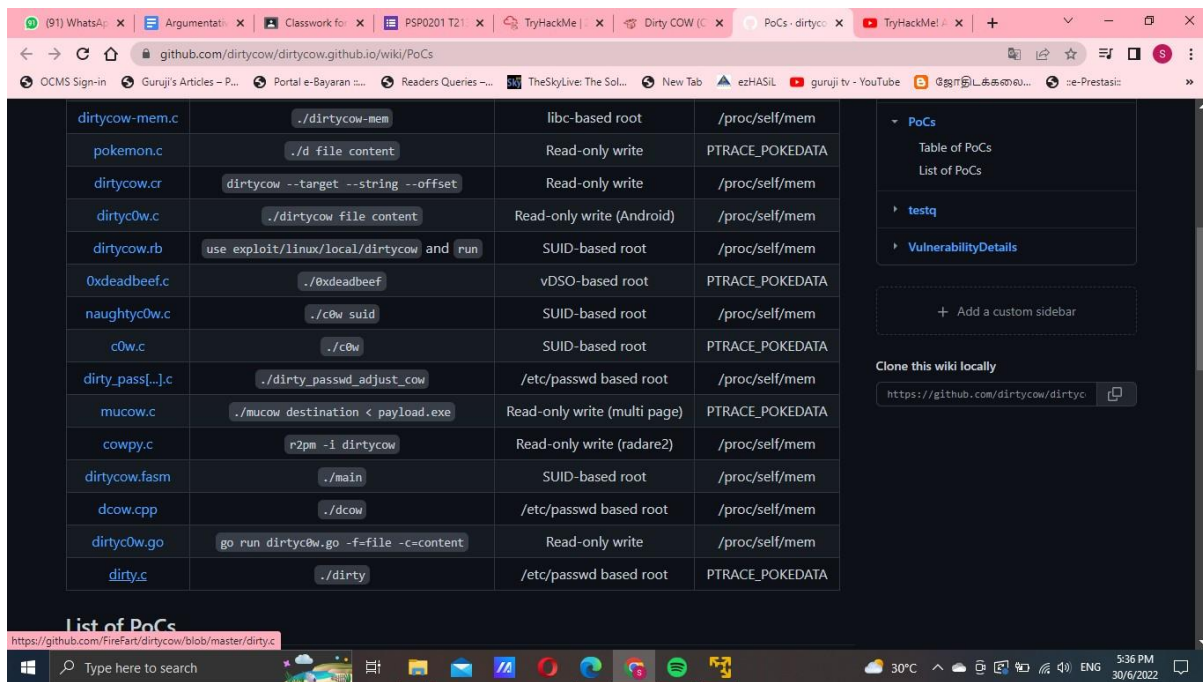 (91) WhatsAp
Argumentati
Classwork for
PSP0201 T21
TryHackMe |
Dirty COW (C
PoCs · dirtyco
TryHackMe! A
github.com/dirtycow/dirtycow.github.io/wiki/PoCs
OCMS Sign-in
Guruji's Articles – P...
Portal e-Bayaran ::...
Readers Queries –...
TheSkyLive: The Sol...
New Tab
ezHASiL
guruji tv - YouTube
ஜோதிடக்கலை...
::e-Prestasi::
dirtycow-mem.c ./dirtycow-mem libc-based root /proc/self/mem
pokemon.c ./d file content Read-only write PTRACE_POKEDATA
dirtycow.cr dirtycow --target --string --offset Read-only write /proc/self/mem
dirtyc0w.c ./dirtycow file content Read-only write (Android) /proc/self/mem
dirtycow.rb use exploit/linux/local/dirtycow and run SUID-based root /proc/self/mem
0xdeadbeef.c ./0xdeadbeef vDSO-based root PTRACE_POKEDATA
naughtyc0w.c ./c0w suid SUID-based root /proc/self/mem
c0w.c ./c0w SUID-based root PTRACE_POKEDATA
dirty_pass[...].c ./dirty_passwd_adjust_cow /etc/passwd based root /proc/self/mem
mucow.c ./mucow destination < payload.exe Read-only write (multi page) PTRACE_POKEDATA
cowpy.c r2pm -i dirtycow Read-only write (radare2) /proc/self/mem
dirtycow.fasm ./main SUID-based root /proc/self/mem
dcow.cpp ./dcow /etc/passwd based root /proc/self/mem
dirtyc0w.go go run dirtyc0w.go -f=file -c=content Read-only write /proc/self/mem
dirty.c ./dirty /etc/passwd based root PTRACE_POKEDATA
List of PoCs
https://github.com/FireFart/dirtycow/blob/master/dirty.c
PoCs
Table of PoCs
List of PoCs
testq
VulnerabilityDetails
+ Add a custom sidebar
Clone this wiki locally
https://github.com/dirtycow/dirtyc
Type here to search
30°C
ENG
5:36 PM
30/6/2022